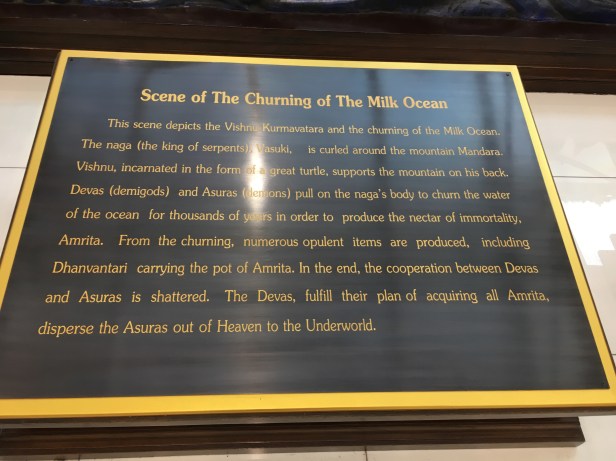 Scene of The Churning of The Milk Ocean
This scene depicts the Vishnu Kurmavatara and the churning of the Milk Ocean.
The naga (the king of serpents), Vasuki, is curled around the mountain Mandara.
Vishnu, incarnated in the form of a great turtle, supports the mountain on his back.
Devas (demigods) and Asuras (demons) pull on the naga's body to churn the water
of the ocean for thousands of years in order to produce the nectar of immortality,
Amrita. From the churning, numerous opulent items are produced, including
Dhanvantari carrying the pot of Amrita. In the end, the cooperation between Devas
and Asuras is shattered. The Devas, fulfill their plan of acquiring all Amrita,
disperse the Asuras out of Heaven to the Underworld.